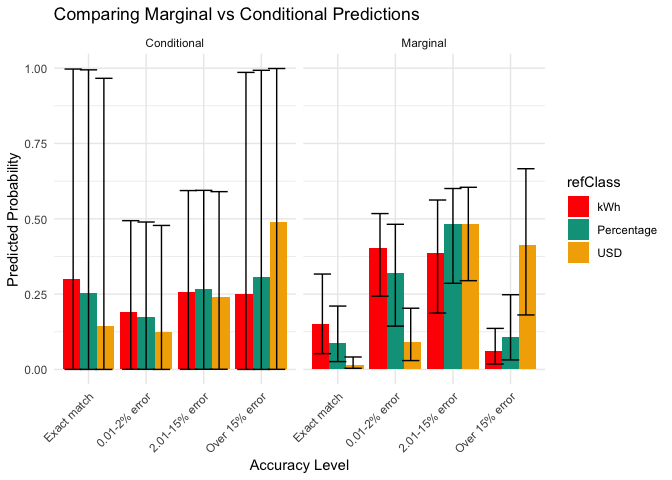 Comparing Marginal vs Conditional Predictions
Conditional
Marginal
1.00
0.75
0.50
0.25
0.00
Predicted Probability
Exact match
0.01-2% error
2.01-15% error
Over 15% error
Exact match
0.01-2% error
2.01-15% error
Over 15% error
Accuracy Level
refClass
kWh
Percentage
USD